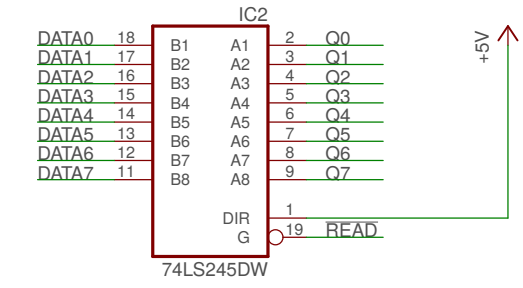 IC2
DATA0 18 B1 A1 2 Q0
DATA1 17 B2 A2 3 Q1
DATA2 16 B3 A3 4 Q2
DATA3 15 B4 A4 5 Q3
DATA4 14 B5 A5 6 Q4
DATA5 13 B6 A6 7 Q5
DATA6 12 B7 A7 8 Q6
DATA7 11 B8 A8 9 Q7
DIR 1
G 19 READ
+5V
74LS245DW